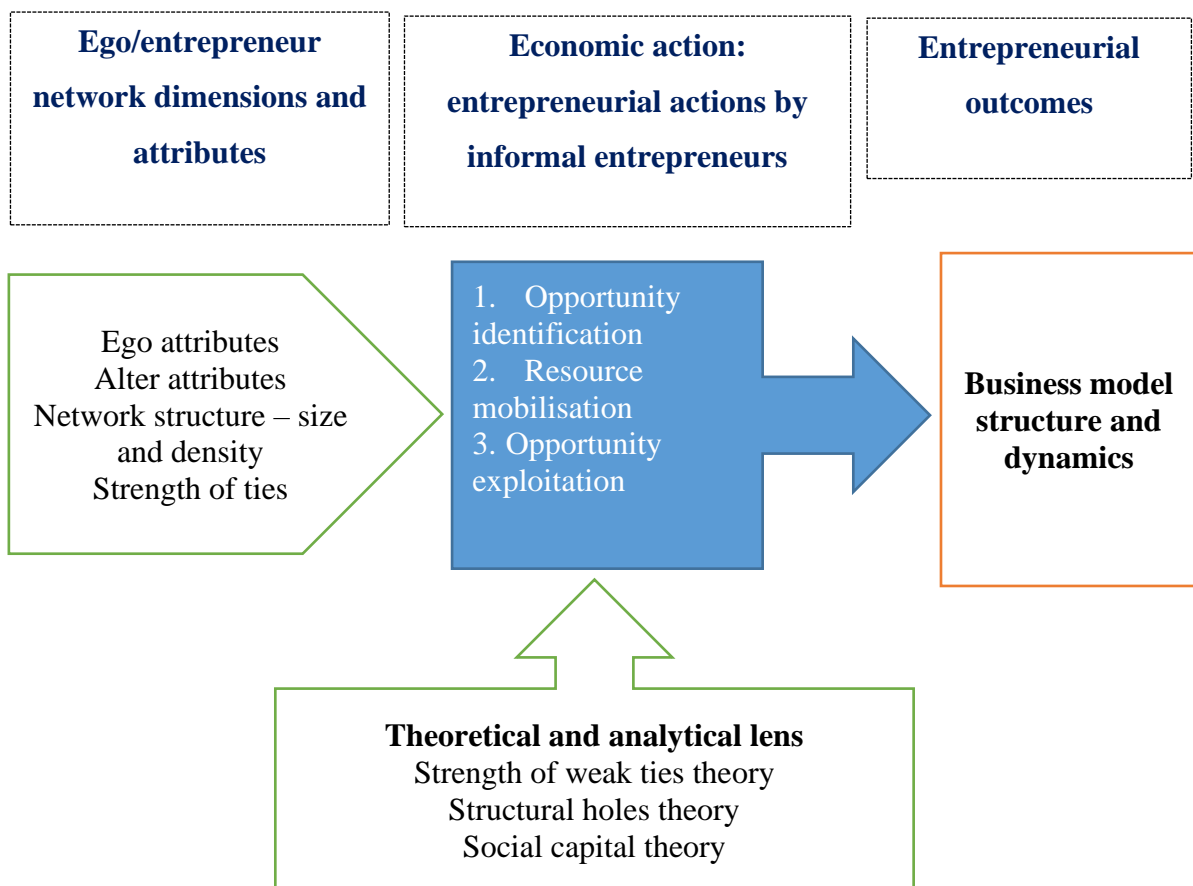 Ego/entrepreneur
network dimensions and
attributes
Economic action:
entrepreneurial actions by
informal entrepreneurs
Entrepreneurial
outcomes
Ego attributes
Alter attributes
Network structure – size
and density
Strength of ties
1. Opportunity
identification
2. Resource
mobilisation
3. Opportunity
exploitation
Business model
structure and
dynamics
Theoretical and analytical lens
Strength of weak ties theory
Structural holes theory
Social capital theory